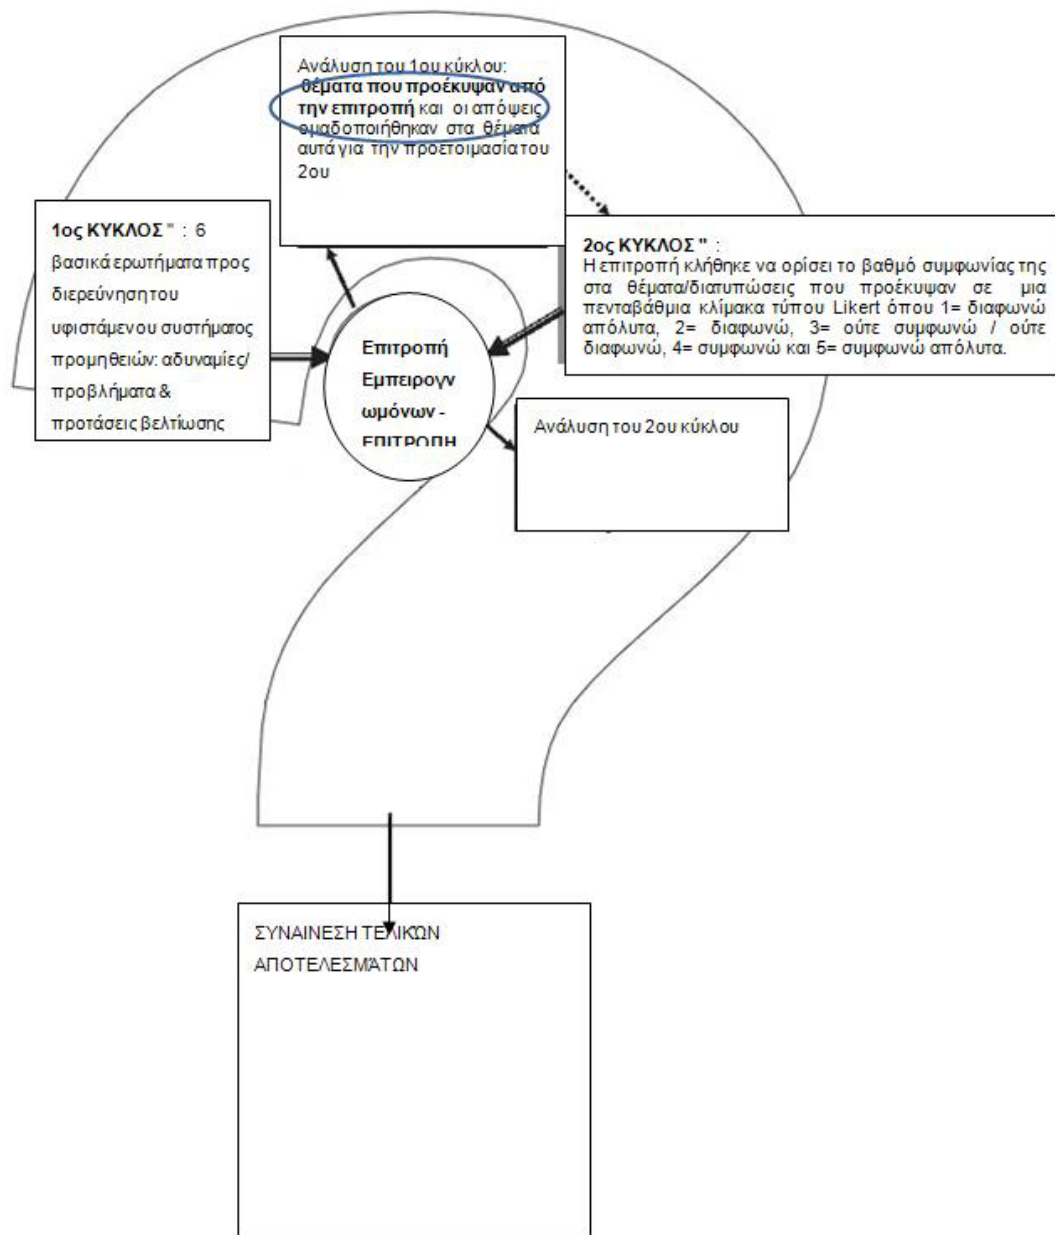 Ανάλυση του 1ου κύκλου:
θέματα που προέκυψαν από
την επιτροπή και οι απόψεις
ομαδοποιήθηκαν στα θέματα
αυτά για την προετοιμασία του
2ου
1ος ΚΥΚΛΟΣ " : 6
βασικά ερωτήματα προς
διερεύνηση του
υφιστάμενου συστήματος
προμηθειών: αδυναμίες/
προβλήματα &
προτάσεις βελτίωσης
2ος ΚΥΚΛΟΣ " :
Η επιτροπή κλήθηκε να ορίσει το βαθμό συμφωνίας της
στα θέματα/διατυπώσεις που προέκυψαν σε μια
πενταβάθμια κλίμακα τύπου Likert όπου 1= διαφωνώ
απόλυτα, 2= διαφωνώ, 3= ούτε συμφωνώ / ούτε
διαφωνώ, 4= συμφωνώ και 5= συμφωνώ απόλυτα.
Επιτροπή
Εμπειρογν
ωμόνων -
ΕΠΙΤΡΟΠΗ
Ανάλυση του 2ου κύκλου
ΣΥΝΑΙΝΕΣΗ ΤΕΛΙΚΏΝ
ΑΠΟΤΕΛΕΣΜΆΤΩΝ